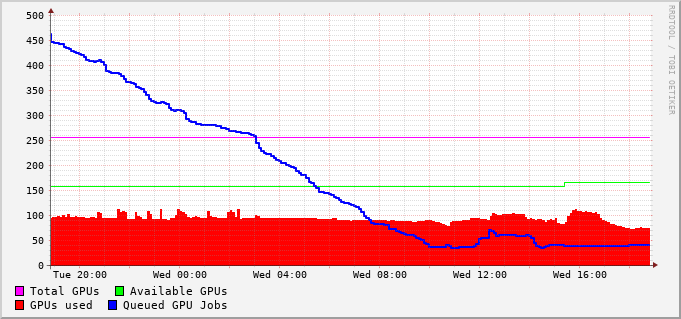 500
450
400
350
300
250
200
150
100
50
0
Tue 20:00 Wed 00:00 Wed 04:00 Wed 08:00 Wed 12:00 Wed 16:00
Total GPUs Available GPUs
GPUs used Queued GPU Jobs
RRDTOOL / TOBI OETIKER